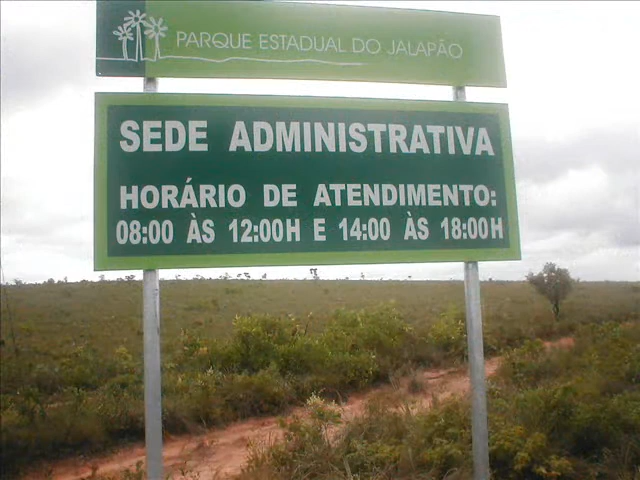 PARQUE ESTADUAL DO JALAPÃO
SEDE ADMINISTRATIVA
HORÁRIO DE ATENDIMENTO:
08:00 ÀS 12:00H E 14:00 ÀS 18:00H